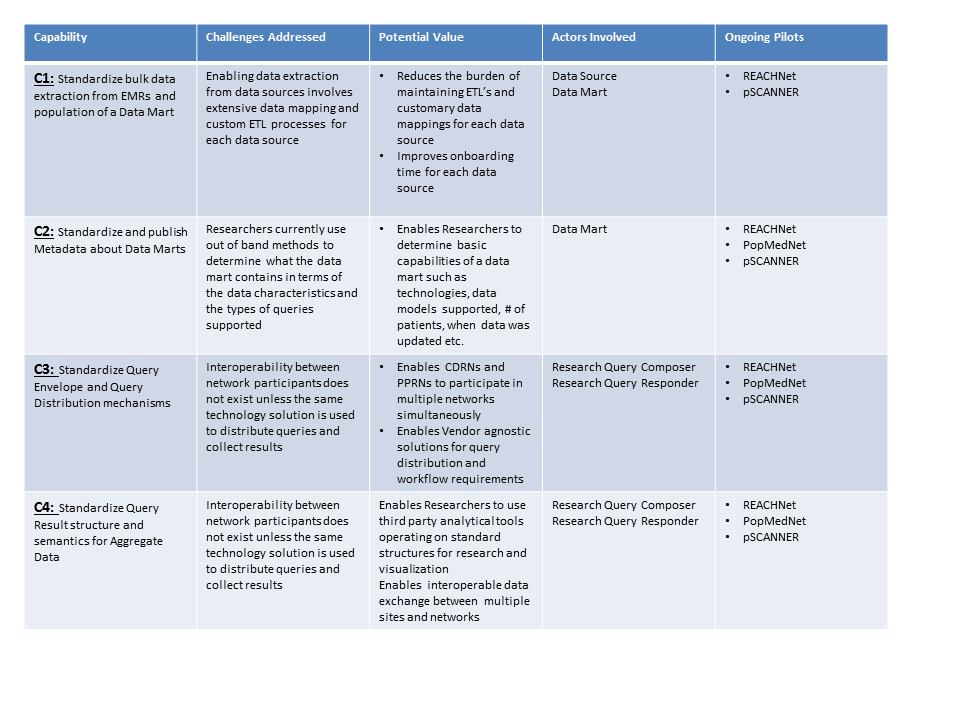 Capability
Challenges Addressed
Potential Value
Actors Involved
Ongoing Pilots
C1: Standardize bulk data
extraction from EMRs and
population of a Data Mart
Enabling data extraction
from data sources involves
extensive data mapping and
custom ETL processes for
each data source
• Reduces the burden of
maintaining ETL's and
customary data
mappings for each data
source
• Improves onboarding
time for each data
source
Data Source
Data Mart
• REACHNet
• pSCANNER
C2: Standardize and publish
Metadata about Data Marts
Researchers currently use
out of band methods to
determine what the data
mart contains in terms of
the data characteristics and
the types of queries
supported
• Enables Researchers to
determine basic
capabilities of a data
mart such as
technologies, data
models supported, # of
patients, when data was
updated etc.
Data Mart
• REACHNet
• PopMedNet
• pSCANNER
C3: Standardize Query
Envelope and Query
Distribution mechanisms
Interoperability between
network participants does
not exist unless the same
technology solution is used
to distribute queries and
collect results
• Enables CDRNs and
PPRNs to participate in
multiple networks
simultaneously
• Enables Vendor agnostic
solutions for query
distribution and
workflow requirements
Research Query Composer
Research Query Responder
• REACHNet
• PopMedNet
• pSCANNER
C4: Standardize Query
Result structure and
semantics for Aggregate
Data
Interoperability between
network participants does
not exist unless the same
technology solution is used
to distribute queries and
collect results
Enables Researchers to use
third party analytical tools
operating on standard
structures for research and
visualization
Enables interoperable data
exchange between multiple
sites and networks
Research Query Composer
Research Query Responder
• REACHNet
• PopMedNet
• pSCANNER